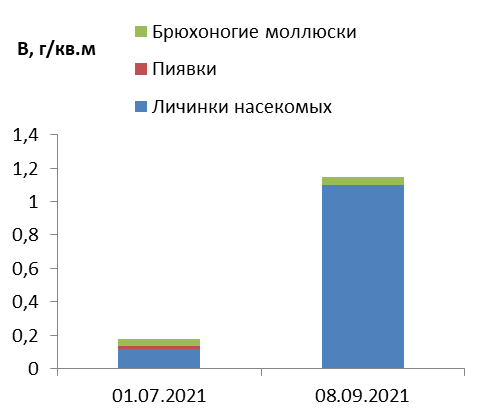 Брюхоногие моллюски
В, г/кв.м
Пиявки
Личинки насекомых
1,4
1,2
1
0,8
0,6
0,4
0,2
0
01.07.2021 08.09.2021